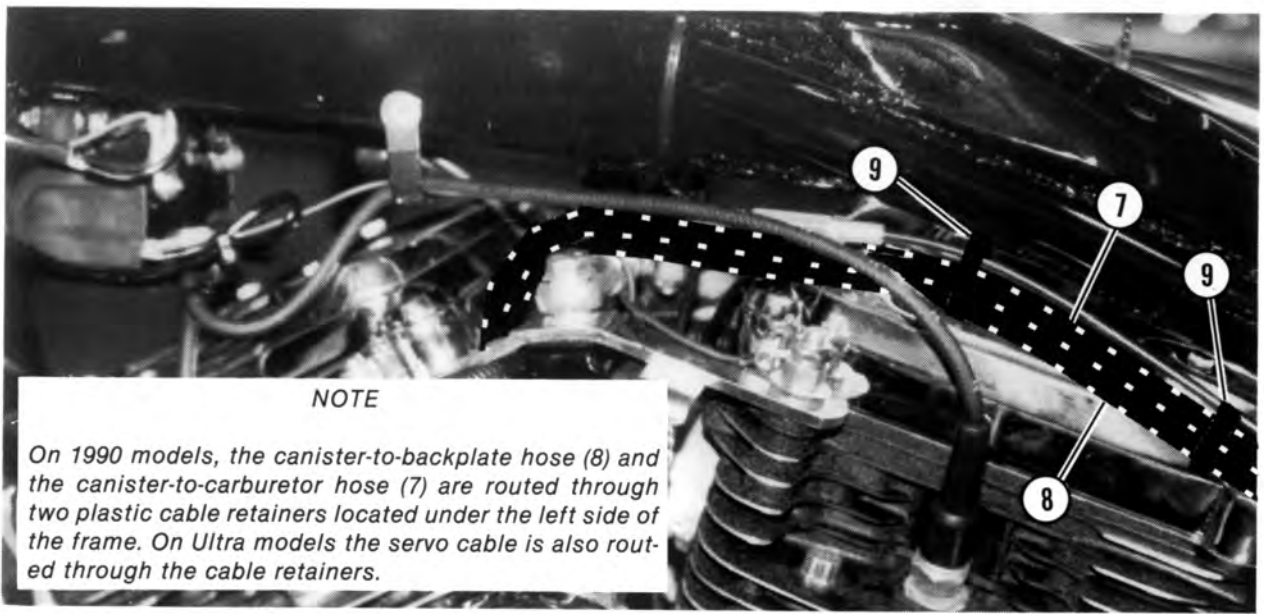 9
7
9
NOTE
On 1990 models, the canister-to-backplate hose (8) and
the canister-to-carburetor hose (7) are routed through
two plastic cable retainers located under the left side of
the frame. On Ultra models the servo cable is also rout-
ed through the cable retainers.
8